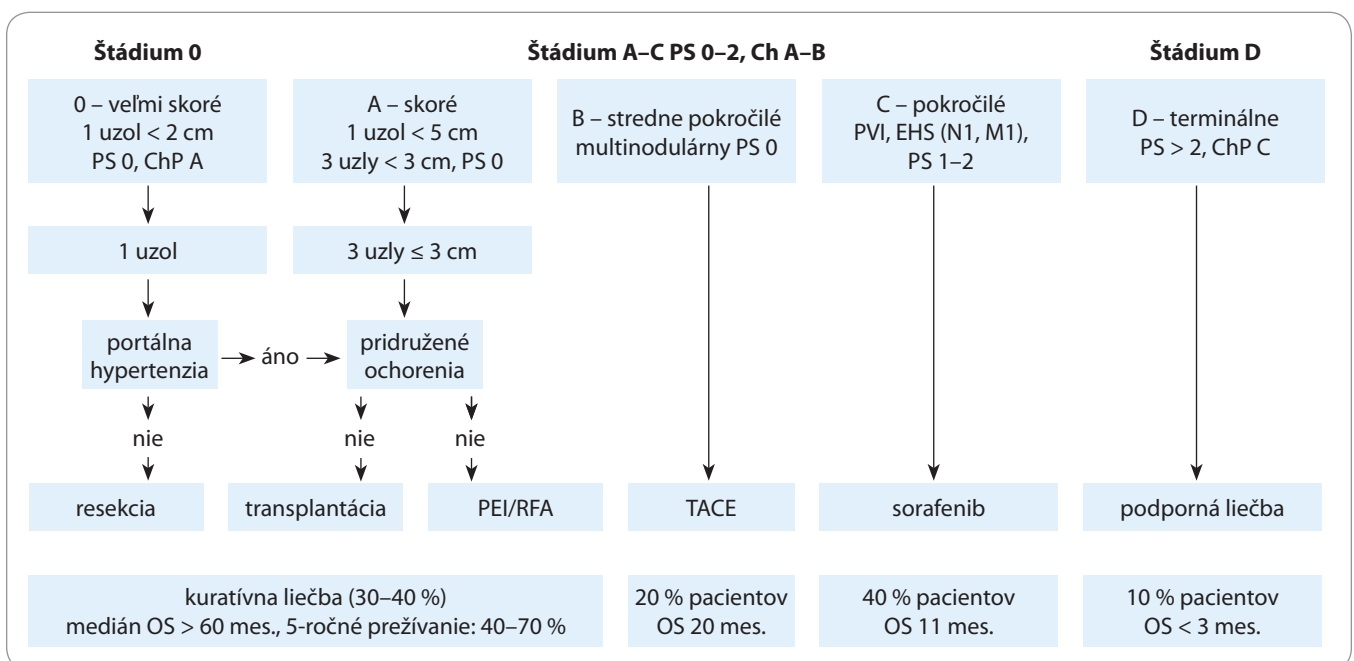 Štádium 0
Štádium A–C PS 0–2, Ch A–B
Štádium D
0 – veľmi skoré
1 uzol < 2 cm
PS 0, ChP A
A – skoré
1 uzol < 5 cm
3 uzly < 3 cm, PS 0
B – stredne pokročilé
multinodulárny PS 0
C – pokročilé
PVI, EHS (N1, M1),
PS 1–2
D – terminálne
PS > 2, ChP C
1 uzol
3 uzly ≤ 3 cm
portálna
hypertenzia
áno
pridružené
ochorenia
nie
nie
nie
resekcia
transplantácia
PEI/RFA
TACE
sorafenib
podporná liečba
kuratívna liečba (30–40 %)
medián OS > 60 mes., 5-ročné prežívanie: 40–70 %
20 % pacientov
OS 20 mes.
40 % pacientov
OS 11 mes.
10 % pacientov
OS < 3 mes.